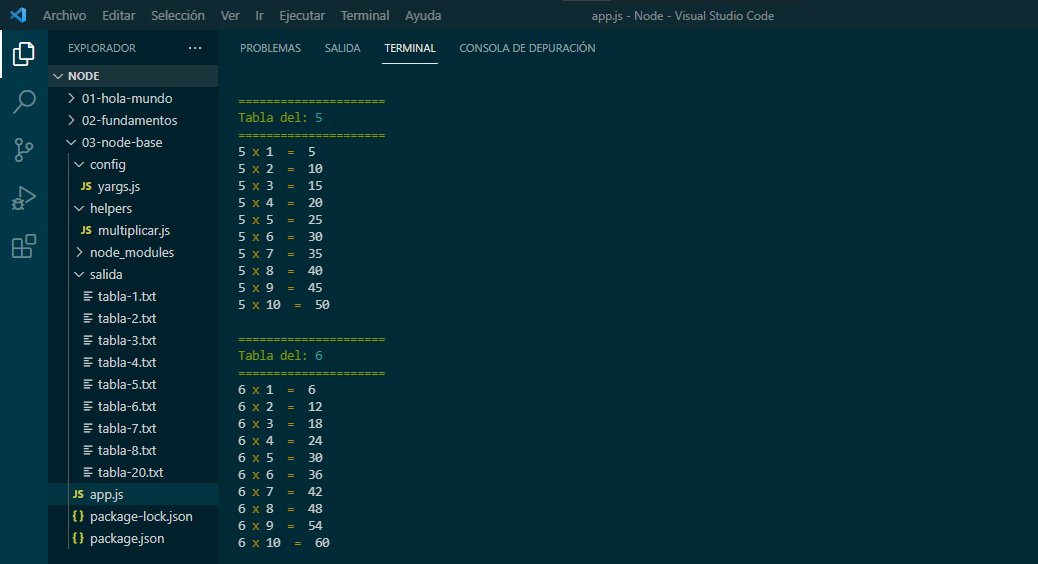 Archivo Editar Selección Ver Ir Ejecutar Terminal Ayuda app.js - Node - Visual Studio Code
EXPLORADOR ···
NODE
01-hola-mundo
02-fundamentos
03-node-base
config
JS yargs.js
helpers
JS multiplicar.js
node_modules
salida
tabla-1.txt
tabla-2.txt
tabla-3.txt
tabla-4.txt
tabla-5.txt
tabla-6.txt
tabla-7.txt
tabla-8.txt
tabla-20.txt
JS app.js
{} package-lock.json
{} package.json
PROBLEMAS SALIDA TERMINAL CONSOLA DE DEPURACIÓN
=====================
Tabla del: 5
=====================
5 x 1 = 5
5 x 2 = 10
5 x 3 = 15
5 x 4 = 20
5 x 5 = 25
5 x 6 = 30
5 x 7 = 35
5 x 8 = 40
5 x 9 = 45
5 x 10 = 50
=====================
Tabla del: 6
=====================
6 x 1 = 6
6 x 2 = 12
6 x 3 = 18
6 x 4 = 24
6 x 5 = 30
6 x 6 = 36
6 x 7 = 42
6 x 8 = 48
6 x 9 = 54
6 x 10 = 60